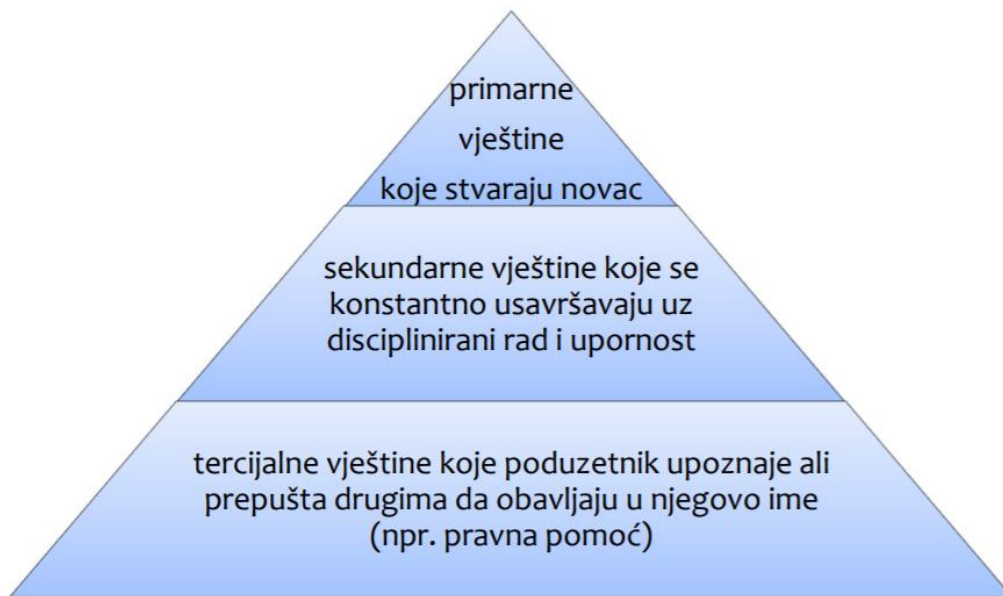 primarne
vještine
koje stvaraju novac
sekundarne vještine koje se
konstantno usavršavaju uz
disciplinirani rad i upornost
tercijalne vještine koje poduzetnik upoznaje ali
prepušta drugima da obavljaju u njegovo ime
(npr. pravna pomoć)